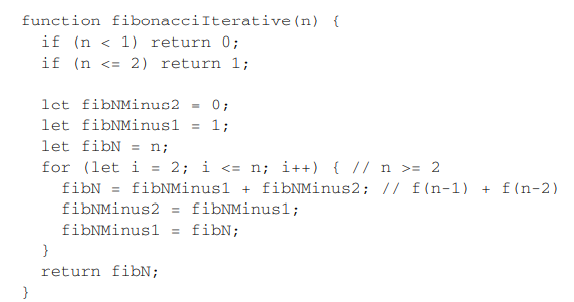 function fibonacciIterative(n) {
if (n < 1) return 0;
if (n <= 2) return 1;
let fibNMinus2 = 0;
let fibNMinus1 = 1;
let fibN = n;
for (let i = 2; i <= n; i++) { // n >= 2
fibN = fibNMinus1 + fibNMinus2; // f(n-1) + f(n-2)
fibNMinus2 = fibNMinus1;
fibNMinus1 = fibN;
}
return fibN;
}